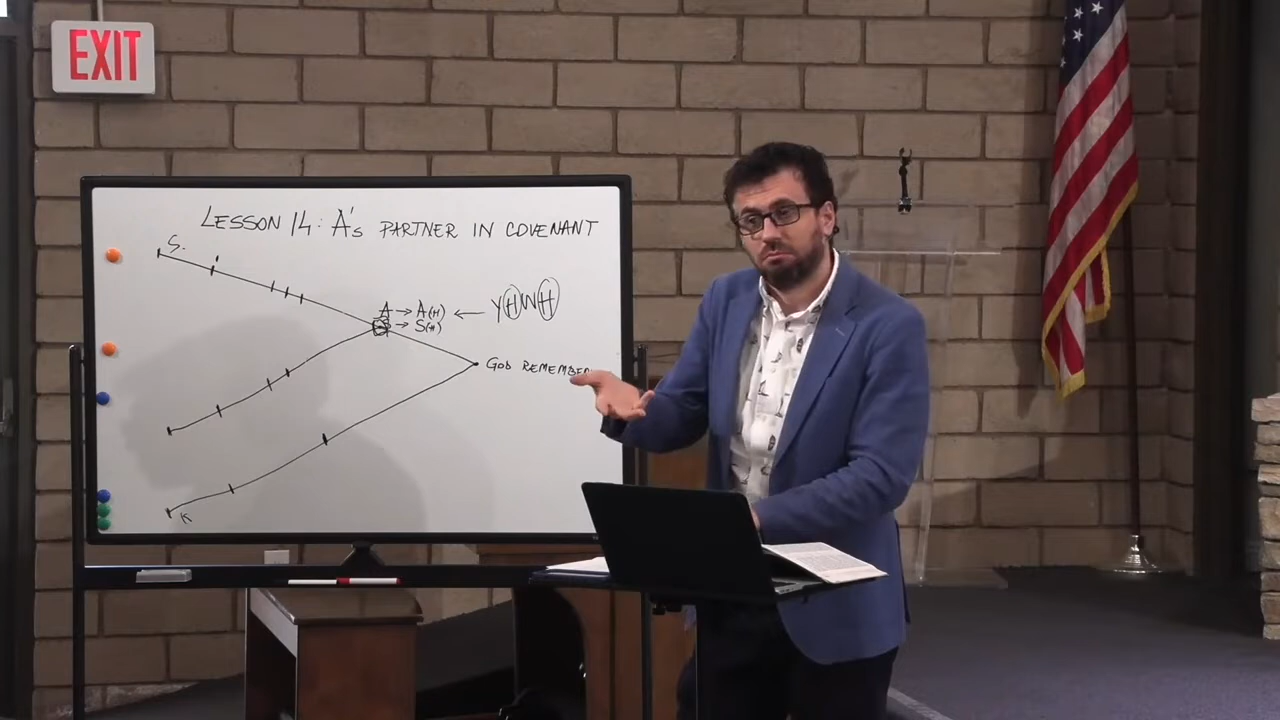 EXIT
LESSON 14: A's PARTNER IN COVENANT
S.
A → A(H) ← YHWH
S → S(H)
GOD REMEMBER
K